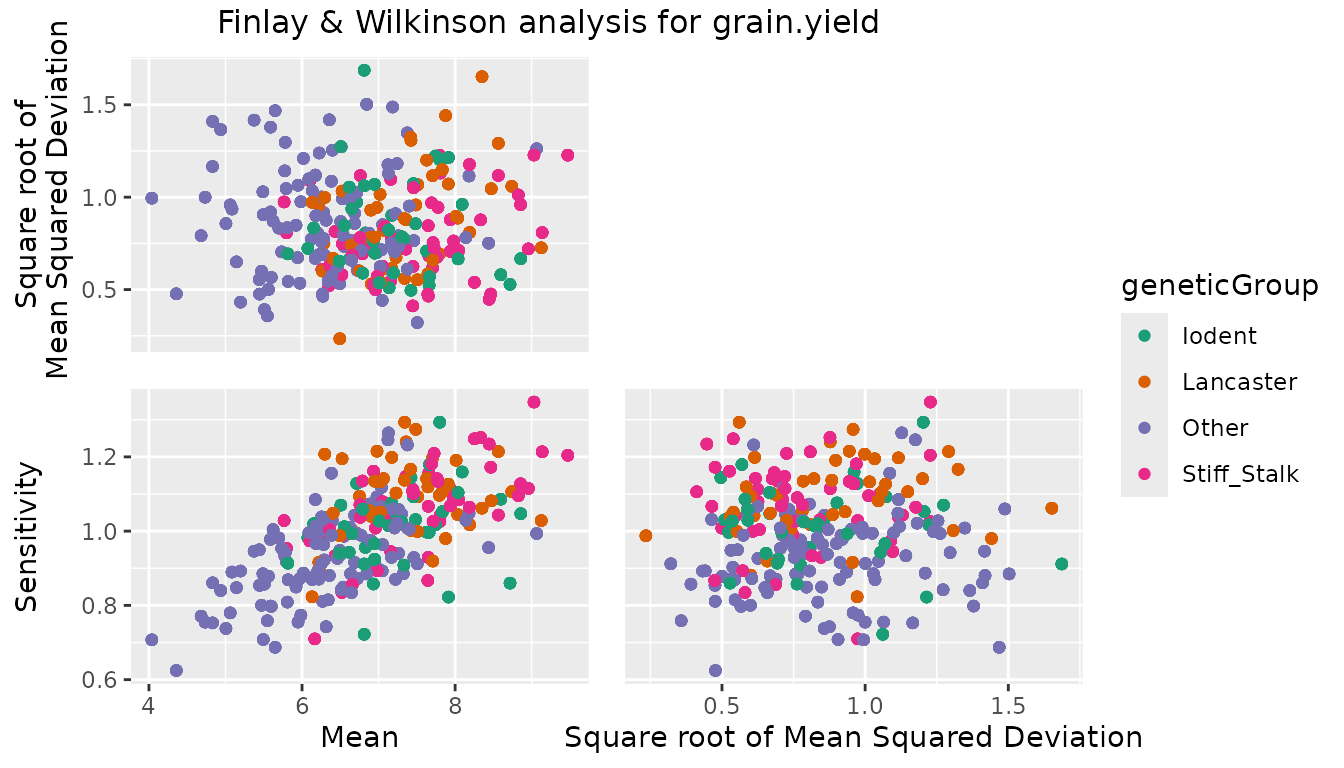 Finlay & Wilkinson analysis for grain.yield
Square root of
Mean Squared Deviation
1.5
1.0
0.5
Sensitivity
1.2
1.0
0.8
0.6
4
6
8
Mean
0.5
1.0
1.5
Square root of Mean Squared Deviation
geneticGroup
Iodent
Lancaster
Other
Stiff_Stalk